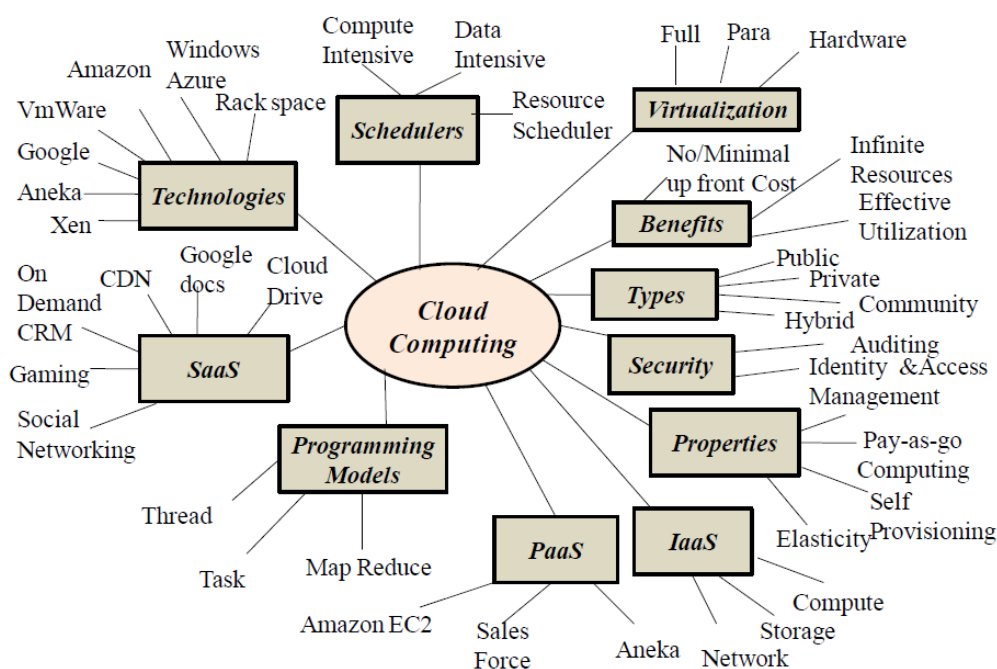 Compute
Intensive
Data
Intensive
Resource
Scheduler
Schedulers
Full
Para
Hardware
Virtualization
Amazon
Windows
Azure
Rack space
VmWare
Google
Aneka
Xen
Technologies
No/Minimal
up front Cost
Infinite
Resources
Effective
Utilization
Benefits
On
Demand
CRM
CDN
Google
docs
Cloud
Drive
Gaming
Social
Networking
SaaS
Cloud
Computing
Public
Private
Community
Hybrid
Types
Auditing
Identity &Access
Management
Security
Pay-as-go
Computing
Self
Provisioning
Elasticity
Properties
Programming
Models
Thread
Task
Map Reduce
PaaS
Amazon EC2
Sales
Force
Aneka
IaaS
Compute
Storage
Network